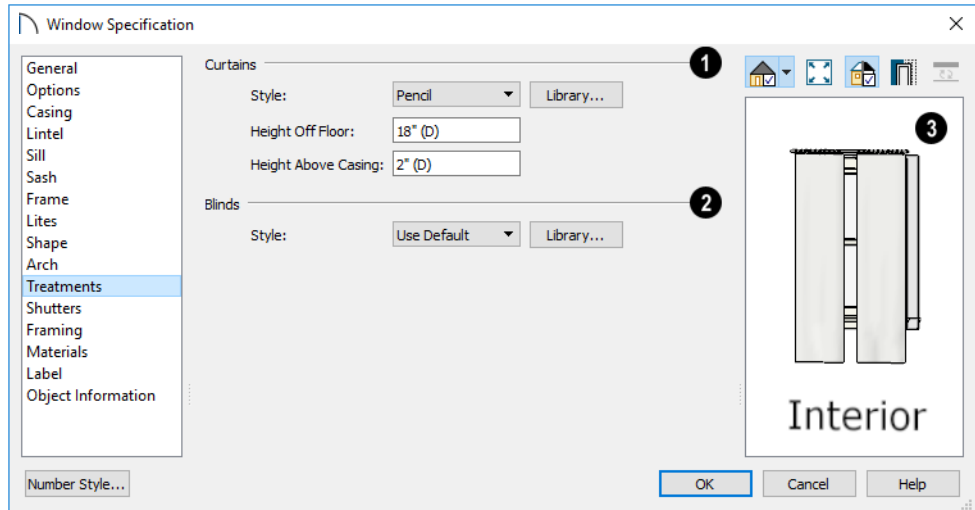 Window Specification
General
Options
Casing
Lintel
Sill
Sash
Frame
Lites
Shape
Arch
Treatments
Shutters
Framing
Materials
Label
Object Information
Curtains 1
Style: Pencil Library...
Height Off Floor: 18" (D)
Height Above Casing: 2" (D)
Blinds 2
Style: Use Default Library...
3
Interior
Number Style... OK Cancel Help